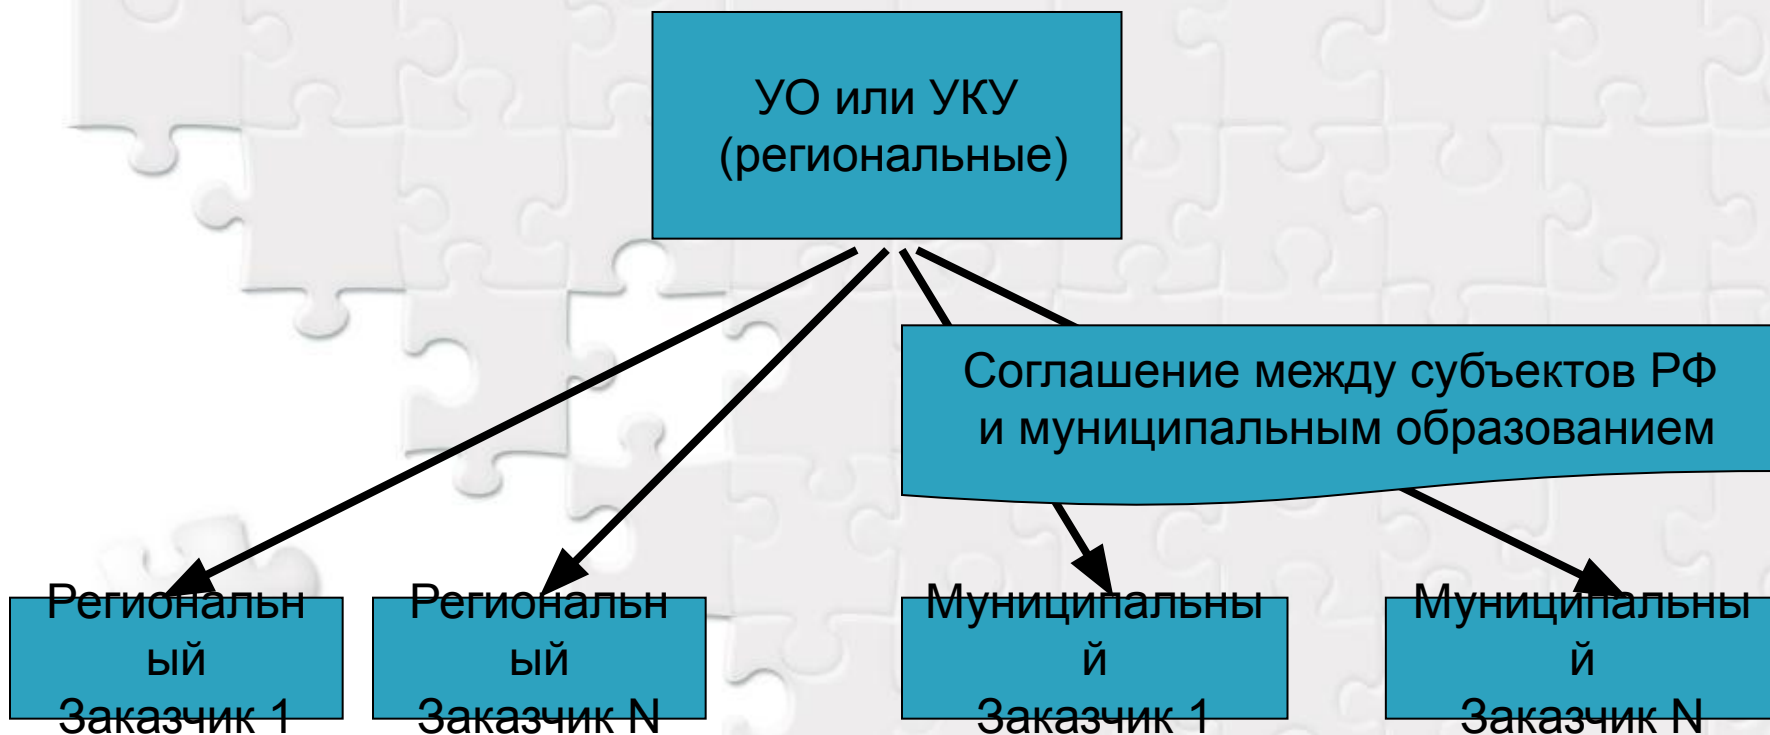 УО или УКУ
(региональные)
Соглашение между субъектов РФ
и муниципальным образованием
Региональн
ый
Заказчик 1
Региональн
ый
Заказчик N
Муниципальны
й
Заказчик 1
Муниципальны
й
Заказчик N